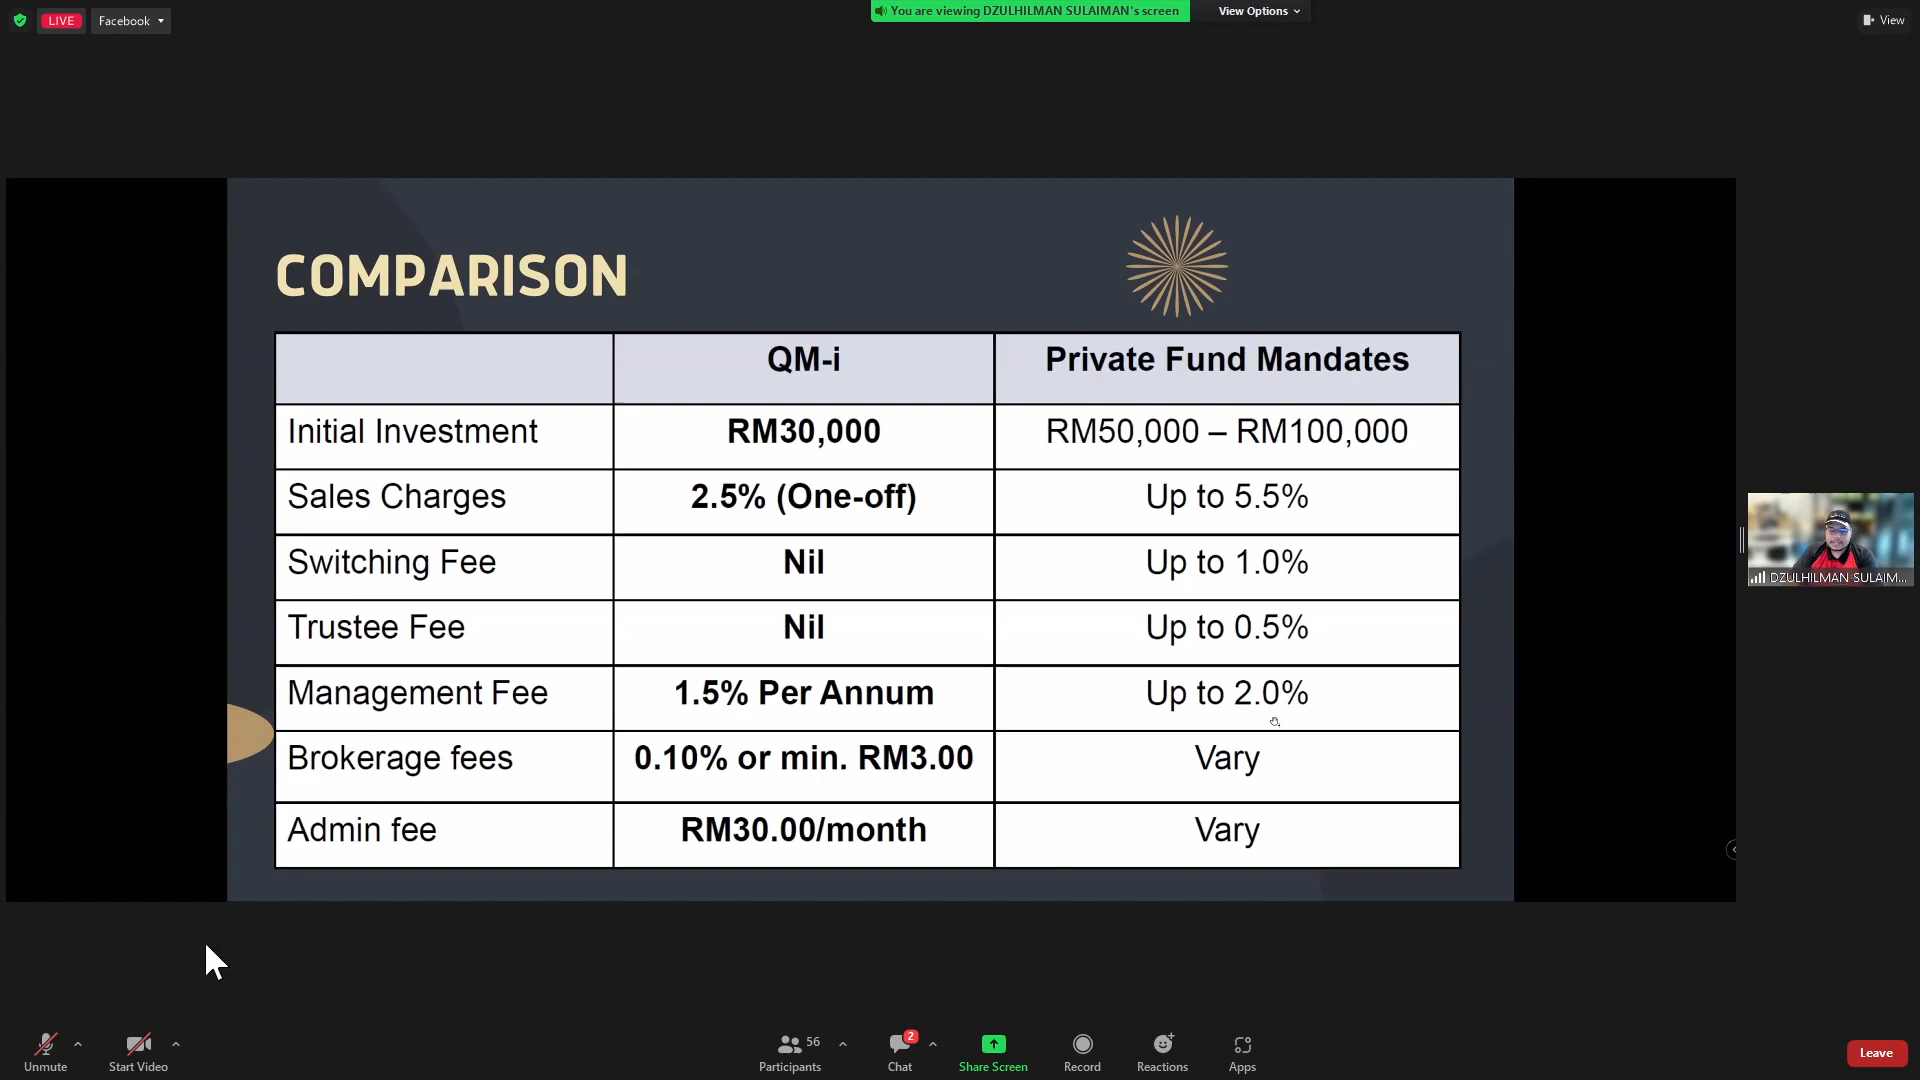 LIVE
Facebook
You are viewing DZULHILMAN SULAIMAN's screen
View Options
View
COMPARISON
QM-i Private Fund Mandates
Initial Investment RM30,000 RM50,000 – RM100,000
Sales Charges 2.5% (One-off) Up to 5.5%
Switching Fee Nil Up to 1.0%
Trustee Fee Nil Up to 0.5%
Management Fee 1.5% Per Annum Up to 2.0%
Brokerage fees 0.10% or min. RM3.00 Vary
Admin fee RM30.00/month Vary
DZULHILMAN SULAIM...
Unmute
Start Video
56
Participants
2
Chat
Share Screen
Record
Reactions
Apps
Leave